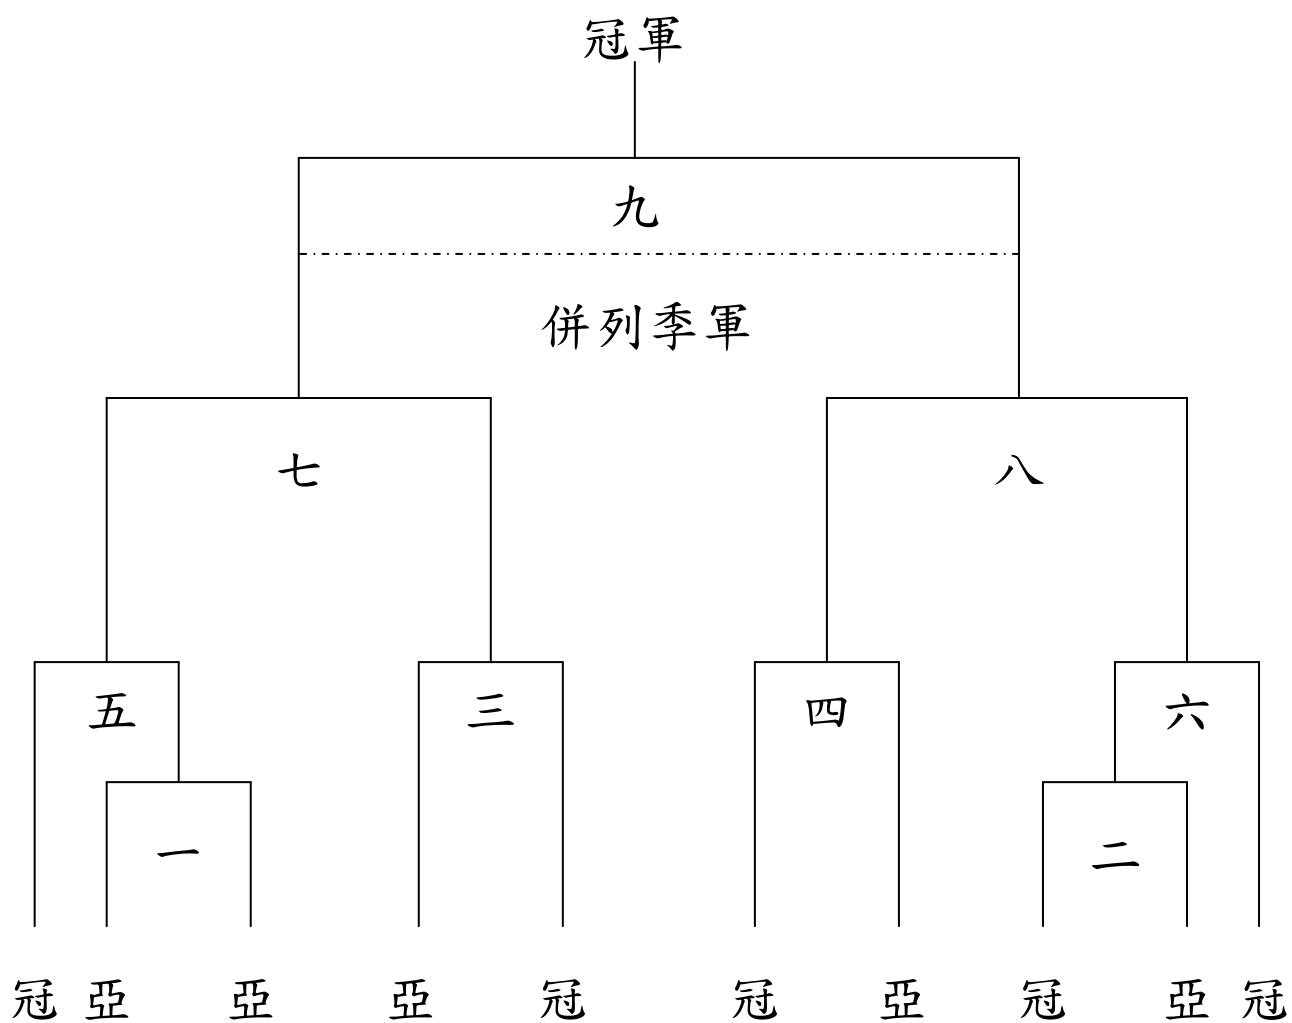 冠軍
九
併列季軍
七 八
五 三 四 六
一 二
冠 亞 亞 亞 冠 冠 亞 冠 亞 冠